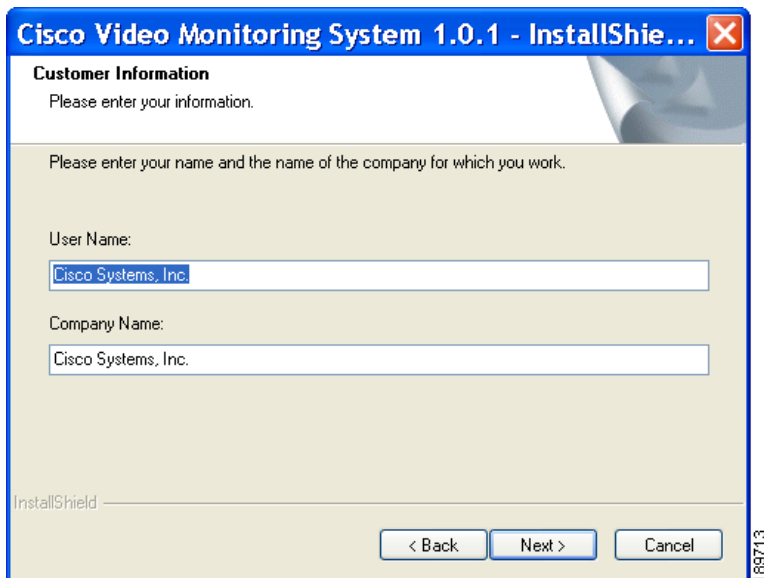 Cisco Video Monitoring System 1.0.1 - InstallShie...
Customer Information
Please enter your information.
Please enter your name and the name of the company for which you work.
User Name:
Cisco Systems, Inc.
Company Name:
Cisco Systems, Inc.
InstallShield
< Back
Next >
Cancel
89713